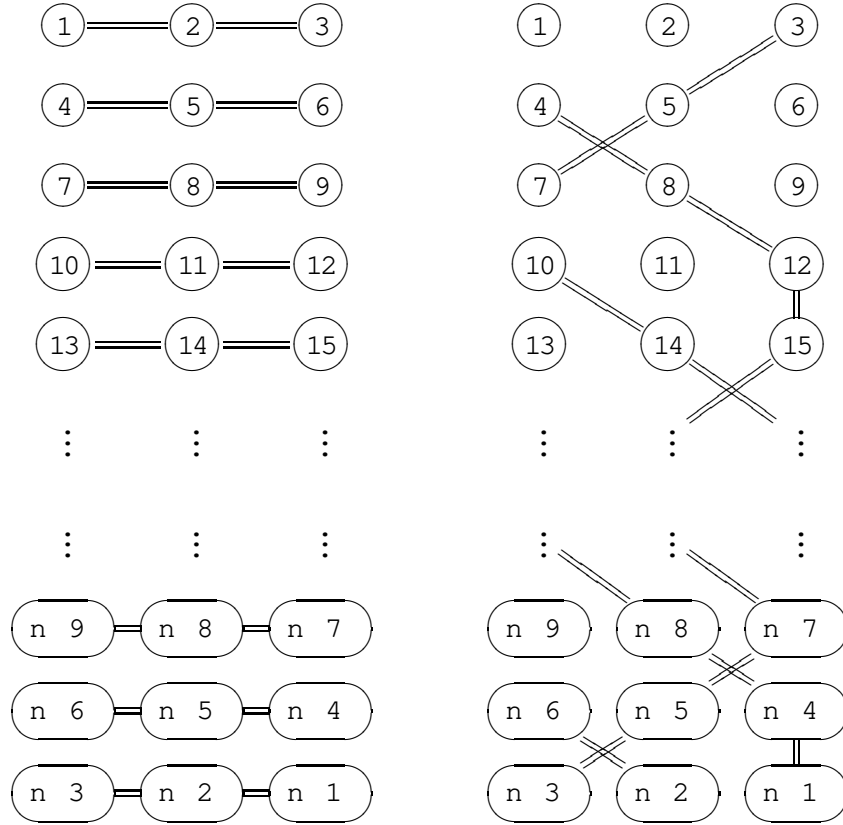 1 2 3 1 2 3
4 5 6 4 5 6
7 8 9 7 8 9
10 11 12 10 11 12
13 14 15 13 14 15
⋮ ⋮ ⋮ ⋮ ⋮ ⋮
⋮ ⋮ ⋮ ⋮ ⋮ ⋮
n 9 n 8 n 7 n 9 n 8 n 7
n 6 n 5 n 4 n 6 n 5 n 4
n 3 n 2 n 1 n 3 n 2 n 1